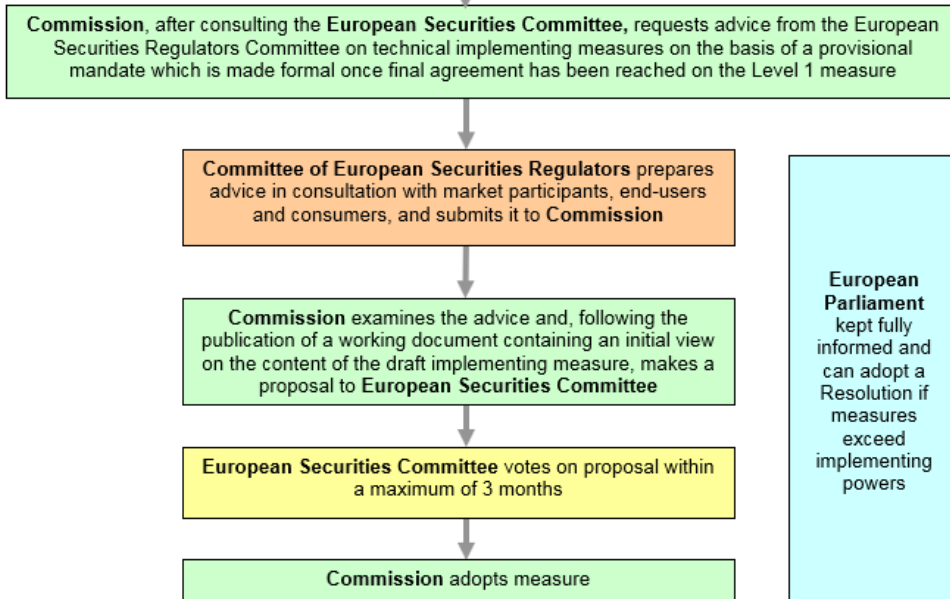 Commission, after consulting the European Securities Committee, requests advice from the European
Securities Regulators Committee on technical implementing measures on the basis of a provisional
mandate which is made formal once final agreement has been reached on the Level 1 measure
Committee of European Securities Regulators prepares
advice in consultation with market participants, end-users
and consumers, and submits it to Commission
Commission examines the advice and, following the
publication of a working document containing an initial view
on the content of the draft implementing measure, makes a
proposal to European Securities Committee
European Securities Committee votes on proposal within
a maximum of 3 months
Commission adopts measure
European
Parliament
kept fully
informed and
can adopt a
Resolution if
measures
exceed
implementing
powers